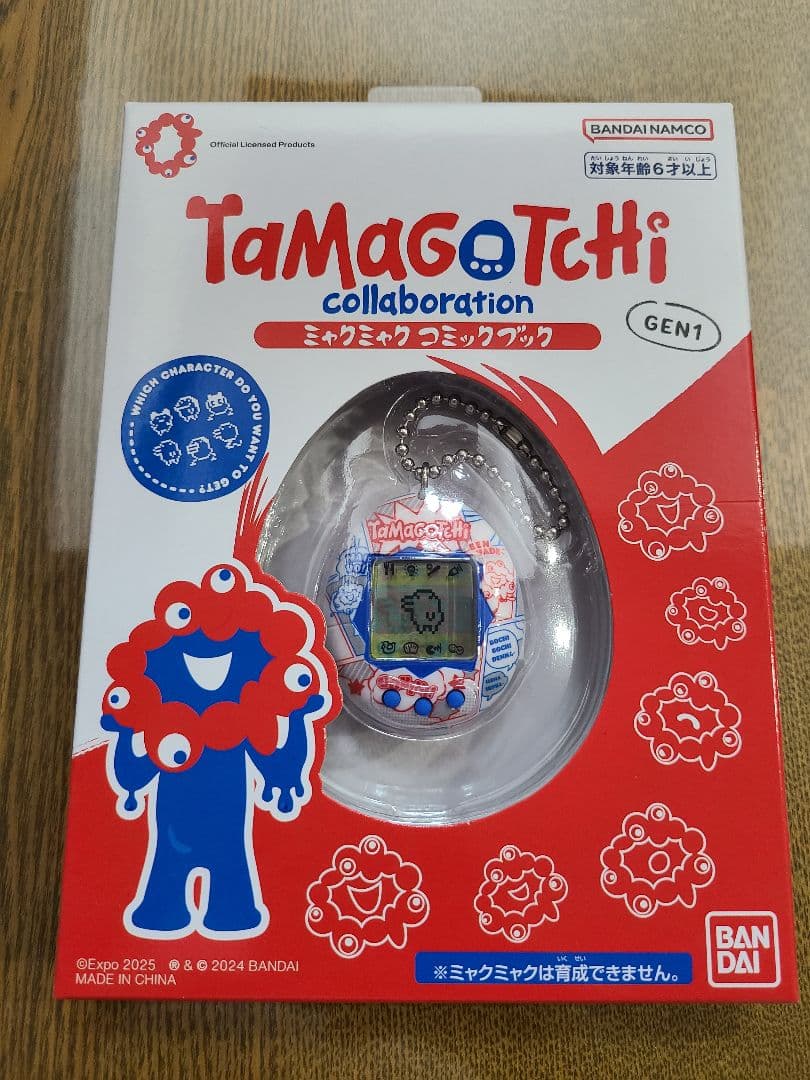 Official Licensed Products
BANDAI NAMCO
たいしょうねんれい さい いじょう
対象年齢6才以上
TaMaGOTCHi
collaboration
ミャクミャク コミックブック
GEN1
WHICH CHARACTER DO YOU WANT TO GET?
TaMaGOTCHi
GOCHI
GOCHI
©Expo 2025 ® & © 2024 BANDAI
MADE IN CHINA
いくせい
※ミャクミャクは育成できません。
BAN
DAI